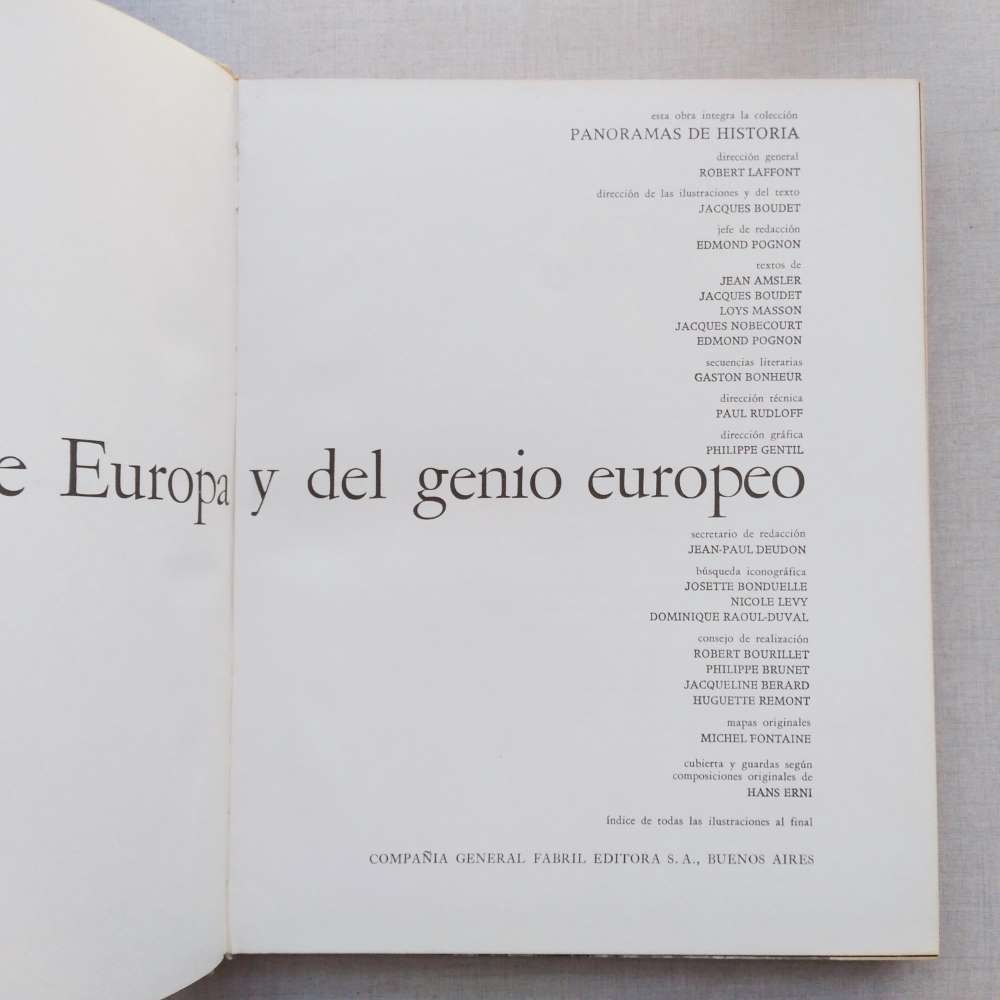 esta obra integra la colección
PANORAMAS DE HISTORIA
dirección general
ROBERT LAFFONT
dirección de las ilustraciones y del texto
JACQUES BOUDET
jefe de redacción
EDMOND POGNON
textos de
JEAN AMSLER
JACQUES BOUDET
LOYS MASSON
JACQUES NOBECOURT
EDMOND POGNON
secuencias literarias
GASTON BONHEUR
dirección técnica
PAUL RUDLOFF
dirección gráfica
PHILIPPE GENTIL
e Europa y del genio europeo
secretario de redacción
JEAN-PAUL DEUDON
búsqueda iconográfica
JOSETTE BONDUELLE
NICOLE LEVY
DOMINIQUE RAOUL-DUVAL
consejo de realización
ROBERT BOURILLET
PHILIPPE BRUNET
JACQUELINE BERARD
HUGUETTE REMONT
mapas originales
MICHEL FONTAINE
cubierta y guardas según
composiciones originales de
HANS ERNI
índice de todas las ilustraciones al final
COMPAÑIA GENERAL FABRIL EDITORA S. A., BUENOS AIRES